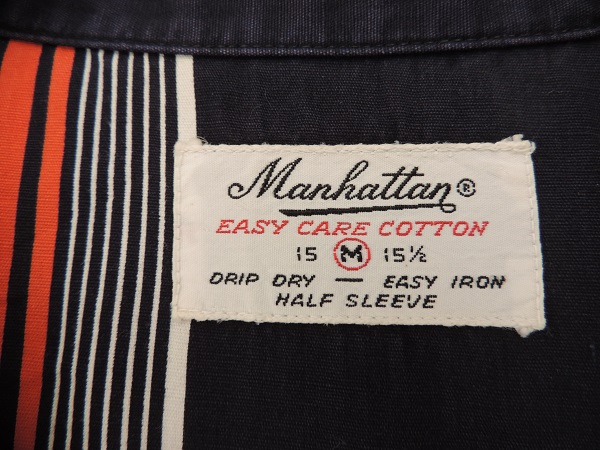 Manhattan®
EASY CARE COTTON
15 M 15½
DRIP DRY — EASY IRON
HALF SLEEVE